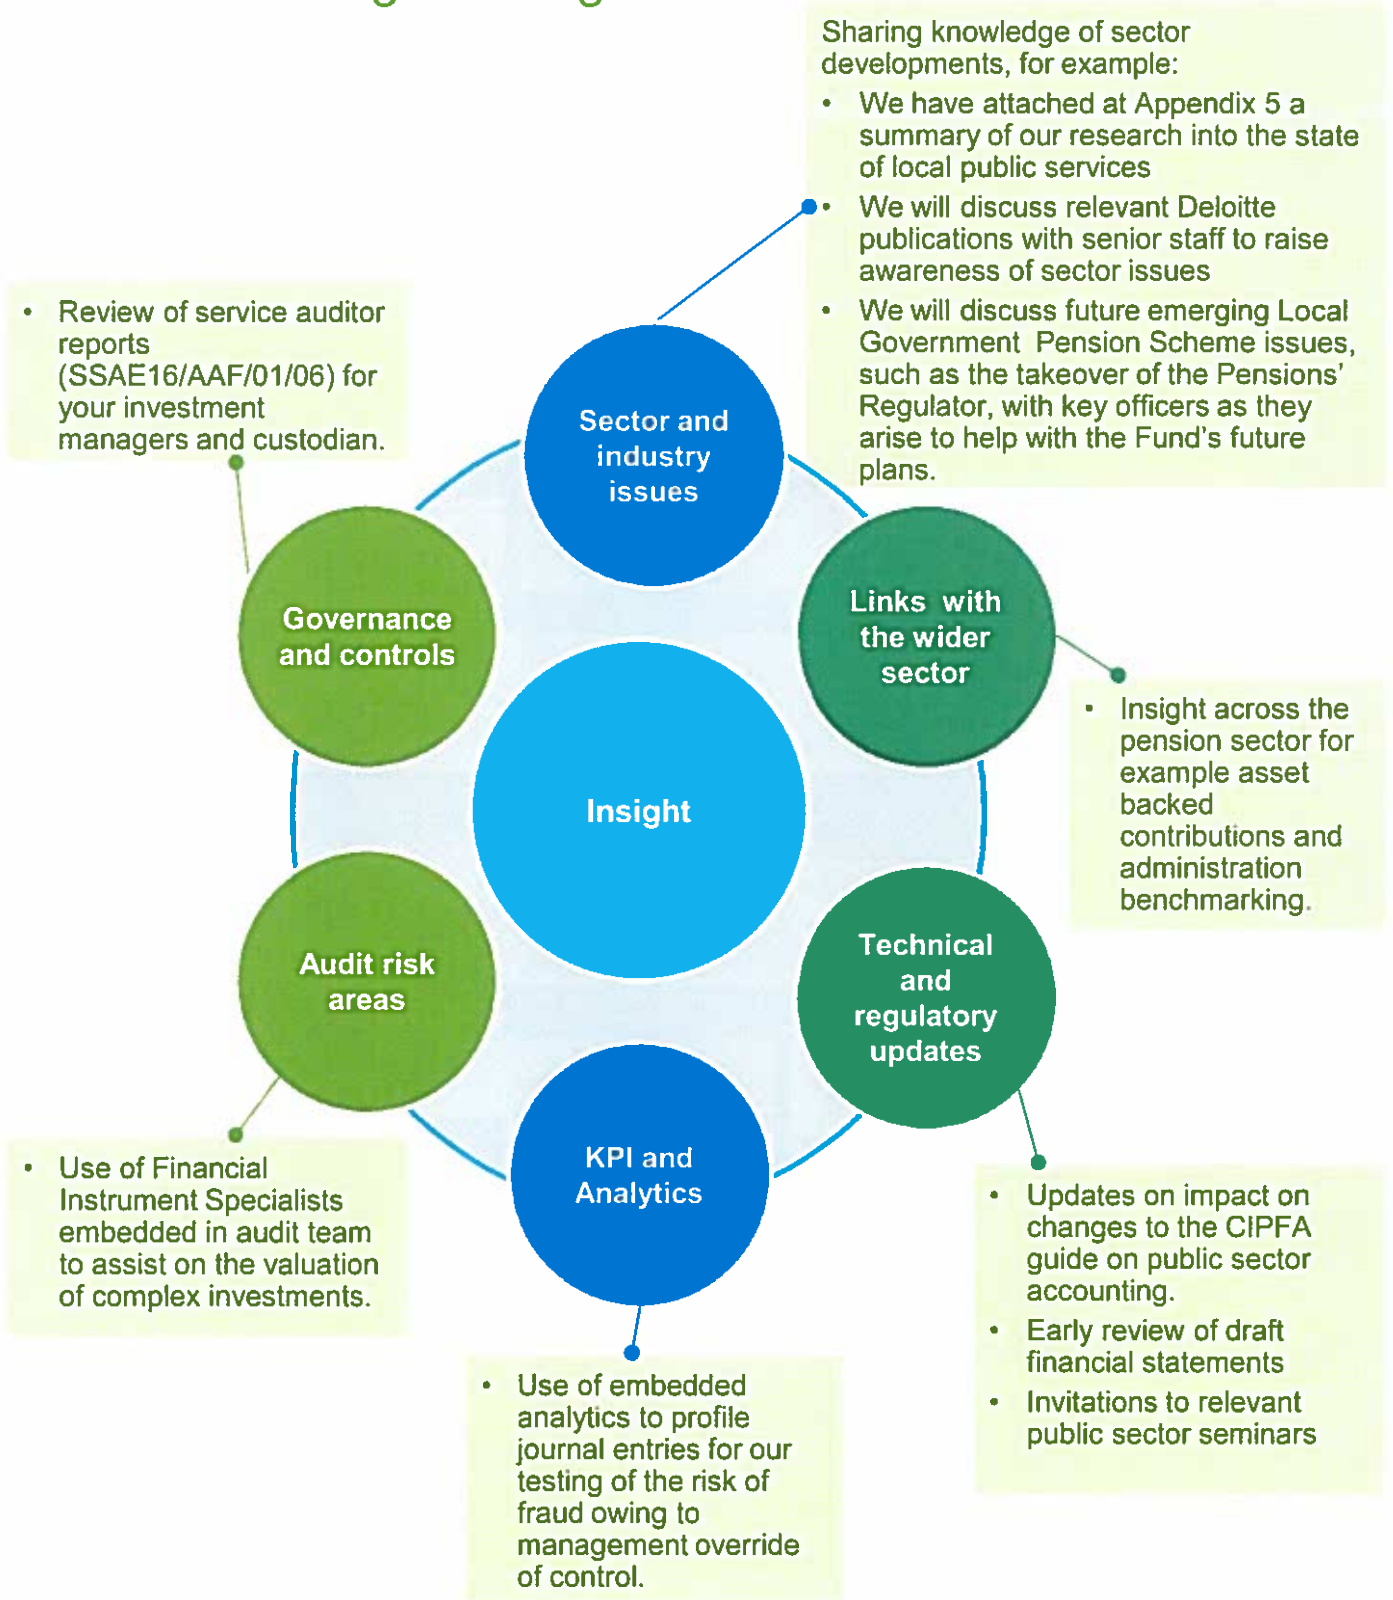 Sharing knowledge of sector
developments, for example:
• We have attached at Appendix 5 a
summary of our research into the state
of local public services
• We will discuss relevant Deloitte
publications with senior staff to raise
awareness of sector issues
• We will discuss future emerging Local
Government Pension Scheme issues,
such as the takeover of the Pensions'
Regulator, with key officers as they
arise to help with the Fund's future
plans.
• Review of service auditor
reports
(SSAE16/AAF/01/06) for
your investment
managers and custodian.
Sector and
industry
issues
Governance
and controls
Links with
the wider
sector
• Insight across the
pension sector for
example asset
backed
contributions and
administration
benchmarking.
Insight
Audit risk
areas
Technical
and
regulatory
updates
KPI and
Analytics
• Use of Financial
Instrument Specialists
embedded in audit team
to assist on the valuation
of complex investments.
• Updates on impact on
changes to the CIPFA
guide on public sector
accounting.
• Early review of draft
financial statements
• Invitations to relevant
public sector seminars
• Use of embedded
analytics to profile
journal entries for our
testing of the risk of
fraud owing to
management override
of control.